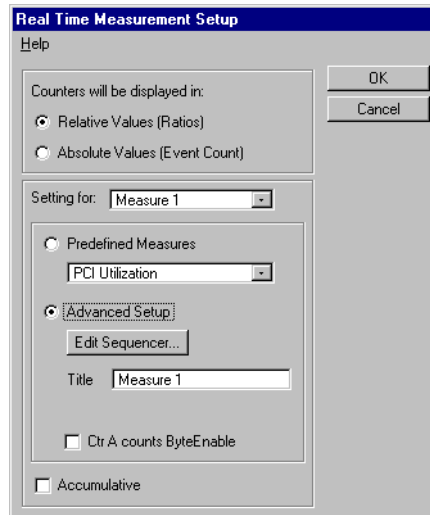 Real Time Measurement Setup
Help
Counters will be displayed in:
Relative Values (Ratios)
Absolute Values (Event Count)
OK
Cancel
Setting for: Measure 1
Predefined Measures
PCI Utilization
Advanced Setup
Edit Sequencer...
Title Measure 1
Ctr A counts ByteEnable
Accumulative